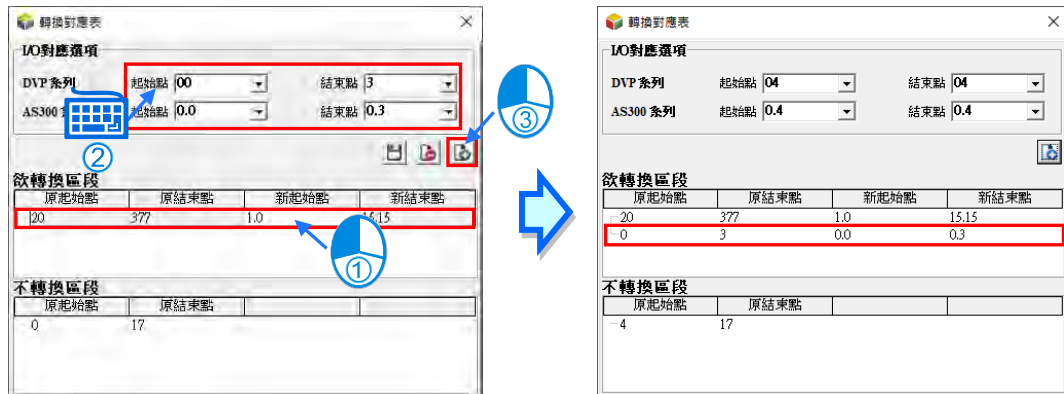 轉換對應表
I/O對應選項
DVP 系列 起始點 00 結束點 3
AS300 起始點 0.0 結束點 0.3
②
③
欲轉換區段
原起始點 原結束點 新起始點 新結束點
20 377 1.0 15.15
①
不轉換區段
原起始點 原結束點
0 17
轉換對應表
I/O對應選項
DVP 系列 起始點 04 結束點 04
AS300 系列 起始點 0.4 結束點 0.4
欲轉換區段
原起始點 原結束點 新起始點 新結束點
20 377 1.0 15.15
0 3 0.0 0.3
不轉換區段
原起始點 原結束點
4 17